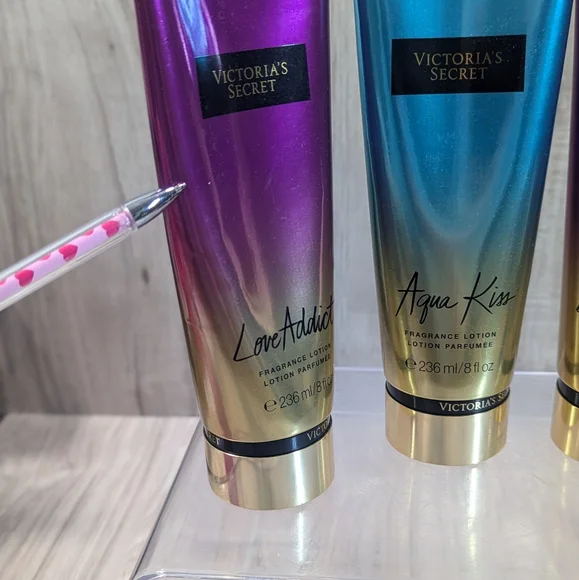 VICTORIA'S
SECRET
Love Addict
FRAGRANCE LOTION
LOTION PARFUMÉE
℮ 236 ml/8 fl oz
VICTORIA'S
SECRET
Aqua Kiss
FRAGRANCE LOTION
LOTION PARFUMÉE
℮ 236 ml/8 fl oz
VICTORIA'S